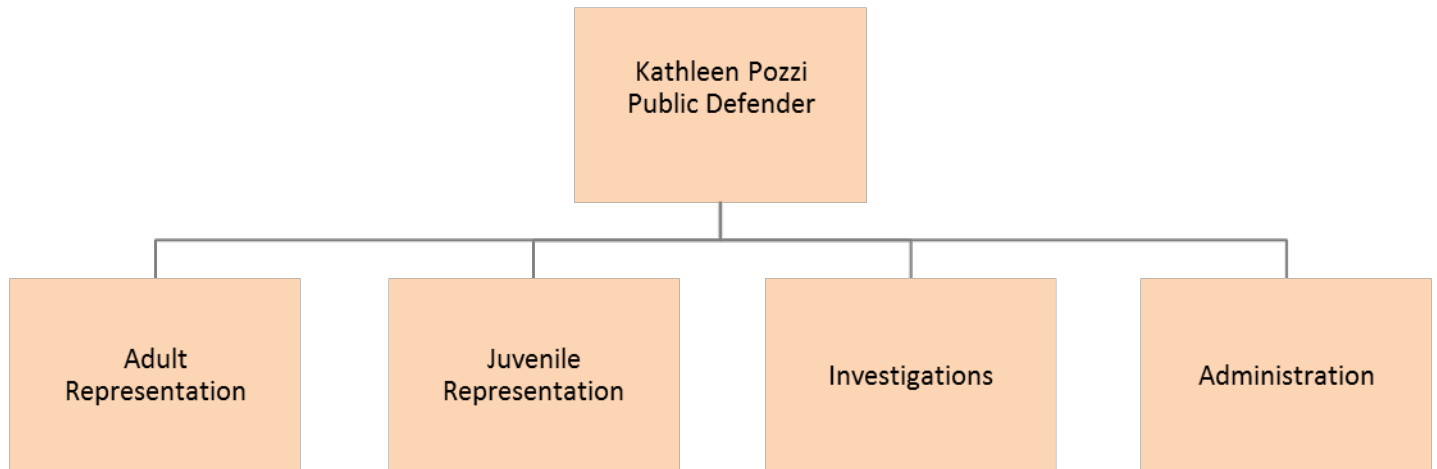 Kathleen Pozzi
Public Defender
Adult
Representation
Juvenile
Representation
Investigations
Administration